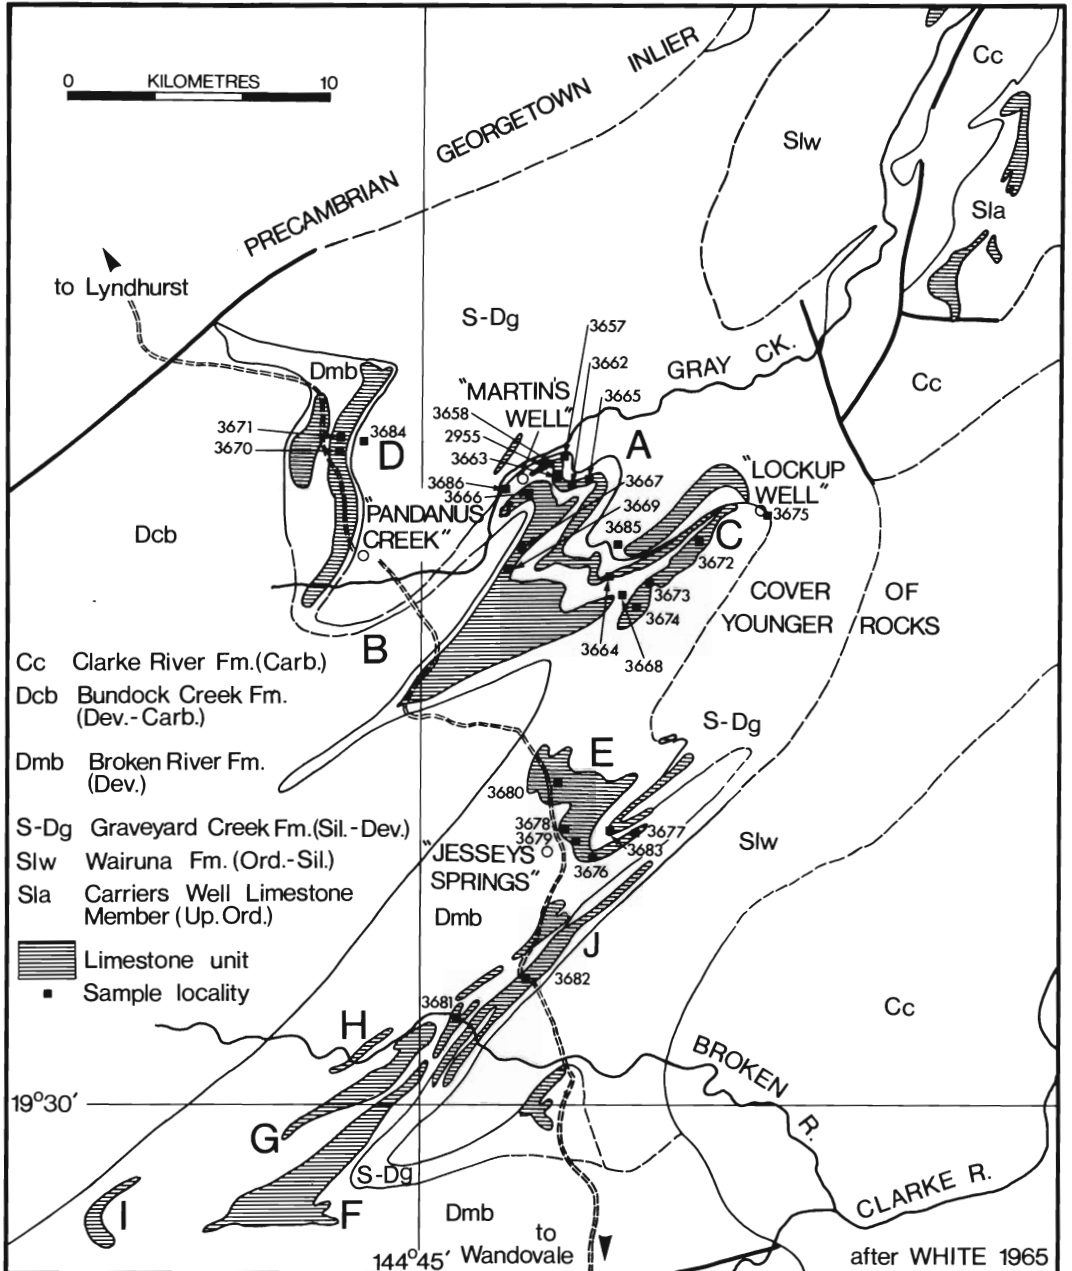 0 KILOMETRES 10
PRECAMBRIAN GEORGETOWN INLIER
Cc
Slw
Sla
to Lyndhurst
S-Dg
GRAY CK.
Cc
3657
3662
3665
"MARTIN'S
WELL"
3658
2955
3663
3686
3666
A
3667
3669
3685
Dmb
3671
3670
3684
D
"PANDANUS
CREEK"
"LOCKUP
WELL"
3675
C
3672
3673
3674
3664
3668
Dcb
B
COVER OF
YOUNGER ROCKS
Cc Clarke River Fm.(Carb.)
Dcb Bundock Creek Fm.
(Dev.-Carb.)
Dmb Broken River Fm.
(Dev.)
S-Dg Graveyard Creek Fm.(Sil.-Dev.)
Slw Wairuna Fm. (Ord.-Sil.)
Sla Carriers Well Limestone
Member (Up. Ord.)
Limestone unit
Sample locality
S-Dg
E
3680
3678
3679
3677
3683
3676
"JESSEYS
SPRINGS"
Slw
Dmb
J
3682
3681
H
Cc
BROKEN R.
19°30'
G
S-Dg
F
I
CLARKE R.
Dmb
to
Wandovale
144°45'
after WHITE 1965